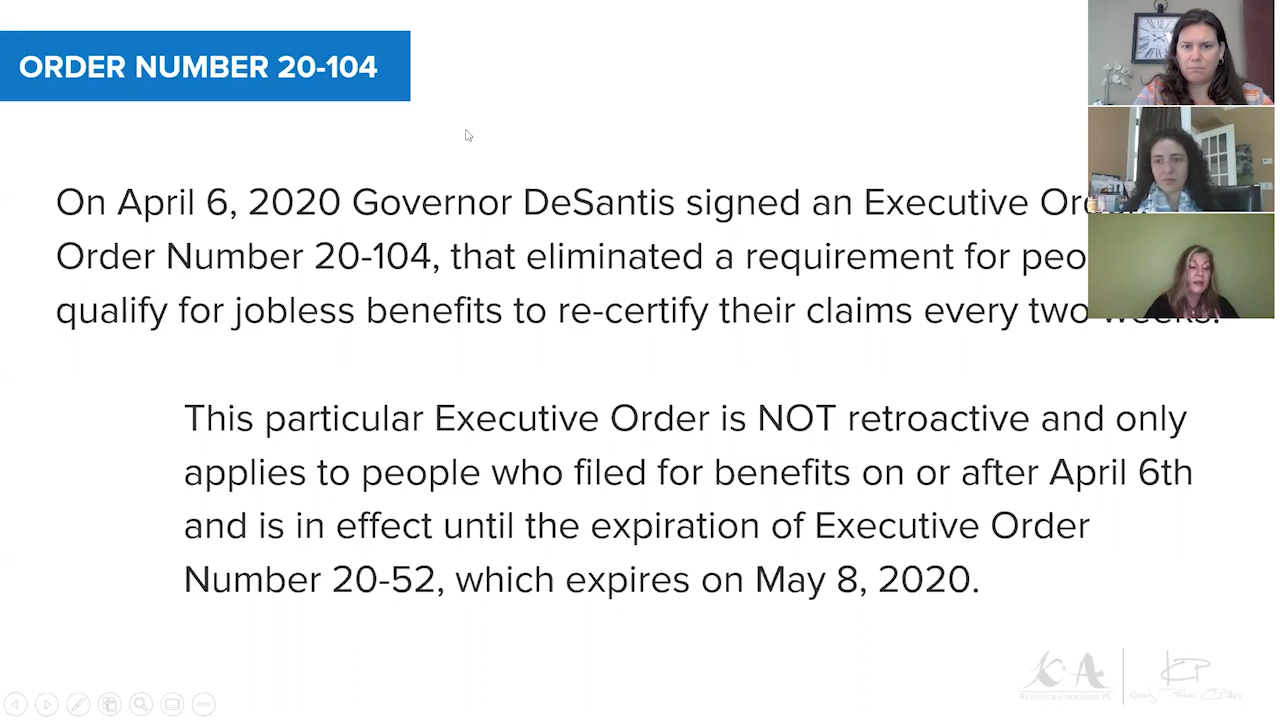 ORDER NUMBER 20-104
On April 6, 2020 Governor DeSantis signed an Executive
Order Number 20-104, that eliminated a requirement for
qualify for jobless benefits to re-certify their claims every two weeks.
This particular Executive Order is NOT retroactive and only
applies to people who filed for benefits on or after April 6th
and is in effect until the expiration of Executive Order
Number 20-52, which expires on May 8, 2020.
K&A
KP